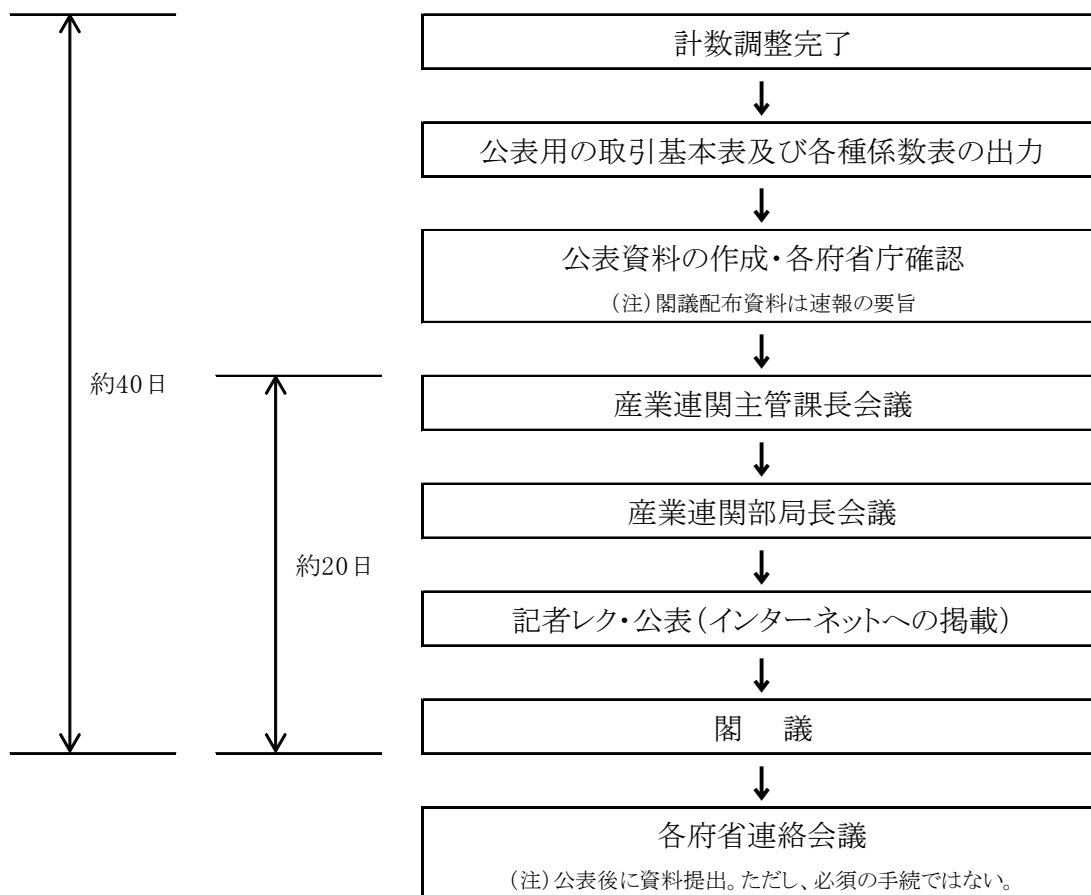 計数調整完了
公表用の取引基本表及び各種係数表の出力
公表資料の作成・各府省庁確認
（注）閣議配布資料は速報の要旨
約40日
産業連関主管課長会議
産業連関部局長会議
約20日
記者レク・公表（インターネットへの掲載）
閣　議
各府省連絡会議
（注）公表後に資料提出。ただし、必須の手続ではない。